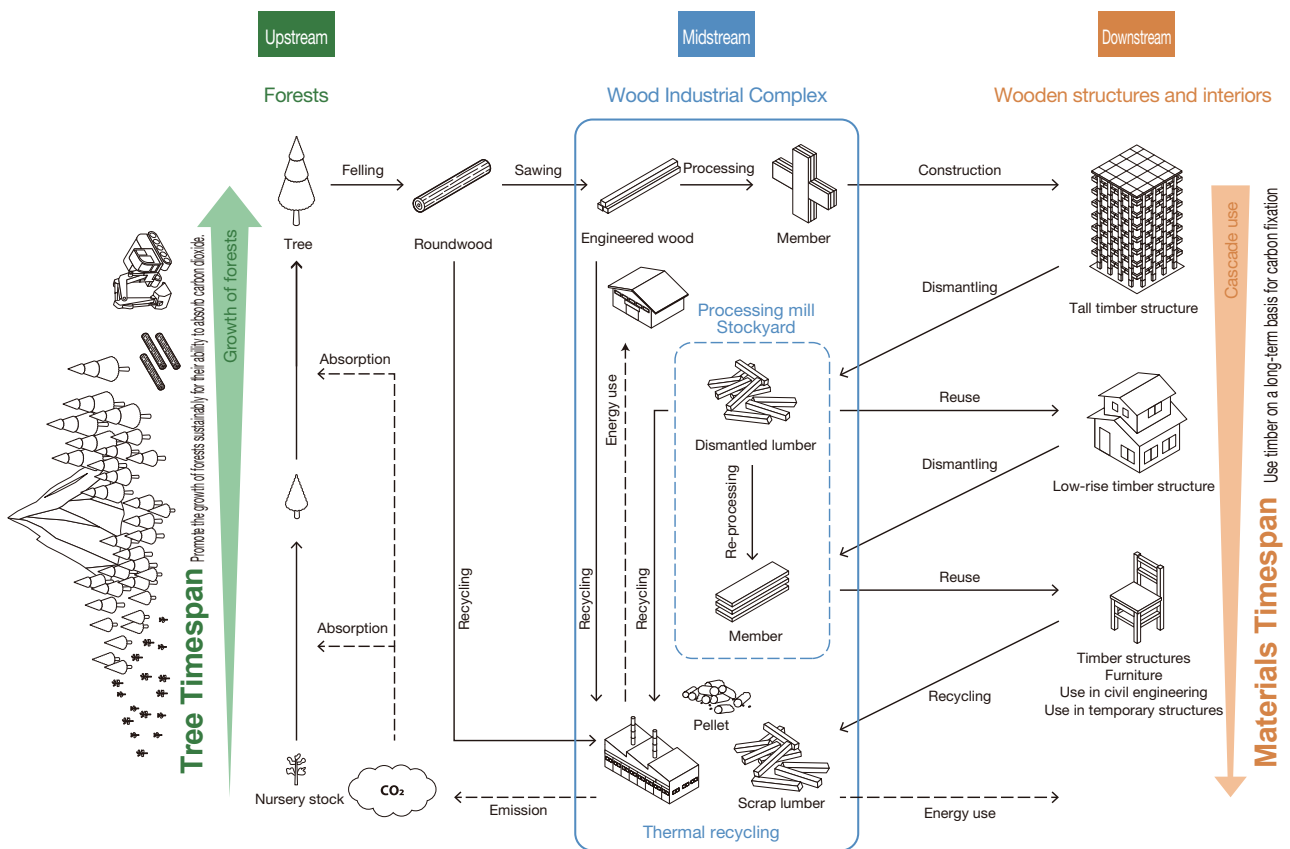 Upstream
Midstream
Downstream
Forests
Wood Industrial Complex
Wooden structures and interiors
Felling
Sawing
Processing
Construction
Tree
Roundwood
Engineered wood
Member
Tall timber structure
Growth of forests
Promote the growth of forests sustainably for their ability to absorb carbon dioxide.
Tree Timespan
Cascade use
Use timber on a long-term basis for carbon fixation
Materials Timespan
Dismantling
Processing mill
Stockyard
Absorption
Energy use
Dismantled lumber
Reuse
Low-rise timber structure
Dismantling
Re-processing
Recycling
Recycling
Recycling
Absorption
Member
Reuse
Timber structures
Furniture
Use in civil engineering
Use in temporary structures
Recycling
Pellet
Nursery stock
CO₂
Emission
Scrap lumber
Energy use
Thermal recycling